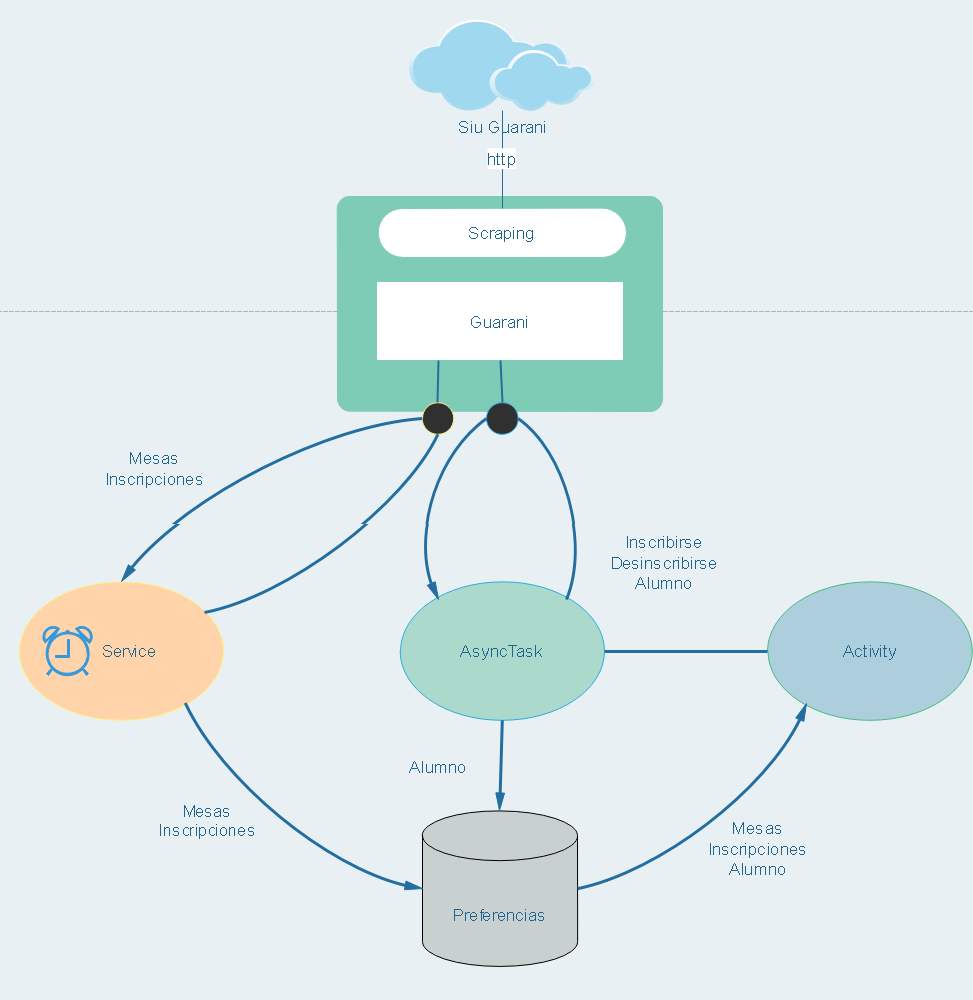 Siu Guarani
http
Scraping
Guarani
Mesas
Inscripciones
Inscribirse
Desinscribirse
Alumno
Service
AsyncTask
Activity
Alumno
Mesas
Inscripciones
Mesas
Inscripciones
Alumno
Preferencias